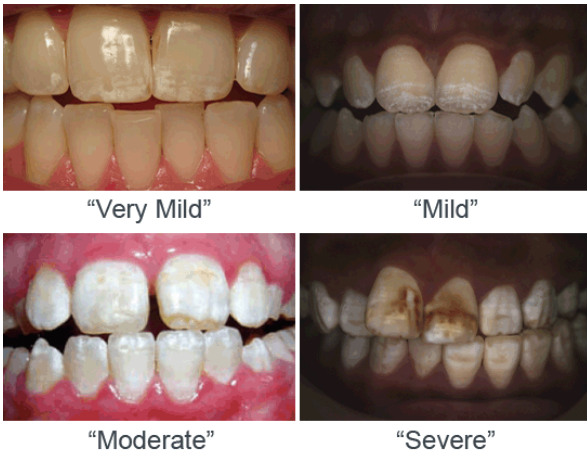 “Very Mild”
“Mild”
“Moderate”
“Severe”